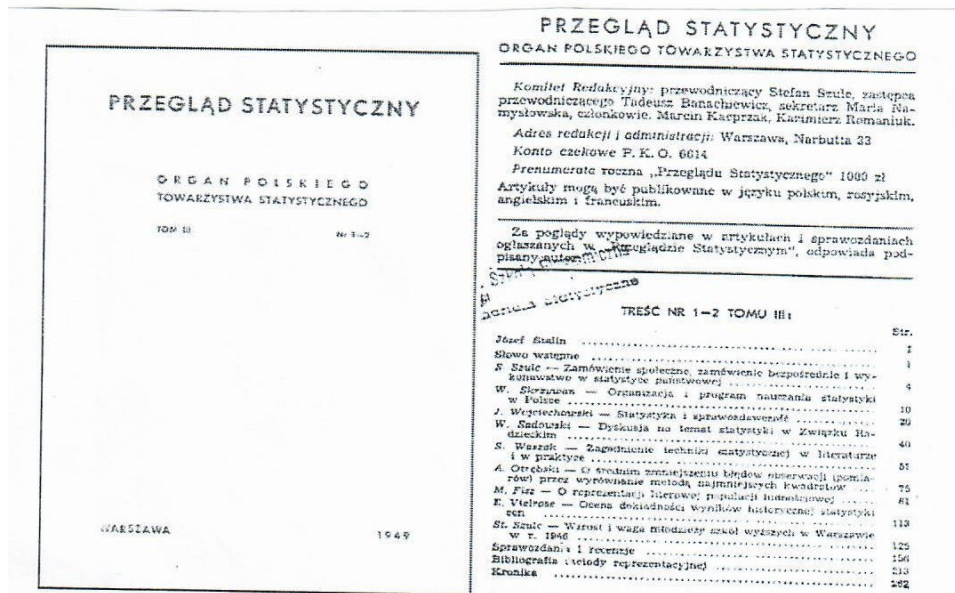 PRZEGLĄD STATYSTYCZNY
ORGAN POLSKIEGO
TOWARZYSTWA STATYSTYCZNEGO
TOM III Nr 1—2
WARSZAWA 1949
PRZEGLĄD STATYSTYCZNY
ORGAN POLSKIEGO TOWARZYSTWA STATYSTYCZNEGO
Komitet Redakcyjny: przewodniczący Stefan Szulc, zastępca
przewodniczącego Tadeusz Banachiewicz, sekretarz Maria Na-
mysłowska, członkowie. Marcin Kacprzak, Kazimierz Romaniuk.
Adres redakcji i administracji: Warszawa, Narbutta 33
Konto czekowe P. K. O. 6614
Prenumerata roczna „Przeglądu Statystycznego" 1000 zł
Artykuły mogą być publikowane w języku polskim, rosyjskim,
angielskim i francuskim.
Za poglądy wypowiedziane w artykułach i sprawozdaniach
ogłaszanych w „Przeglądzie Statystycznym", odpowiada pod-
pisany autor.
Statystyczne
TREŚĆ NR 1—2 TOMU III:
Str.
Józef Stalin
Słowo wstępne 1
S. Szulc — Zamówienie społeczne, zamówienie bezpośrednie i wy-
konawstwo w statystyce państwowej 4
W. Skrzywan — Organizacja i program nauczania statystyki
w Polsce 10
J. Wojciechowski — Statystyka i sprawozdawczość 20
W. Sadowski — Dyskusja na temat statystyki w Związku Ra-
dzieckim 40
S. Waszak — Zagadnienie techniki statystycznej w literaturze
i w praktyce 51
A. Otrębski — O średnim zmniejszeniu błędów obserwacji (pomia-
rów) przez wyrównanie metodą najmniejszych kwadratów 75
M. Fisz — O reprezentacji literowej populacji ludnościowej 81
E. Vielrose — Ocena dokładności wyników historycznej statystyki
cen 113
St. Szulc — Wzrost i waga młodzieży szkół wyższych w Warszawie
w r. 1946 125
Sprawozdania i recenzje 156
Bibliografia metody reprezentacyjnej 213
Kronika 262